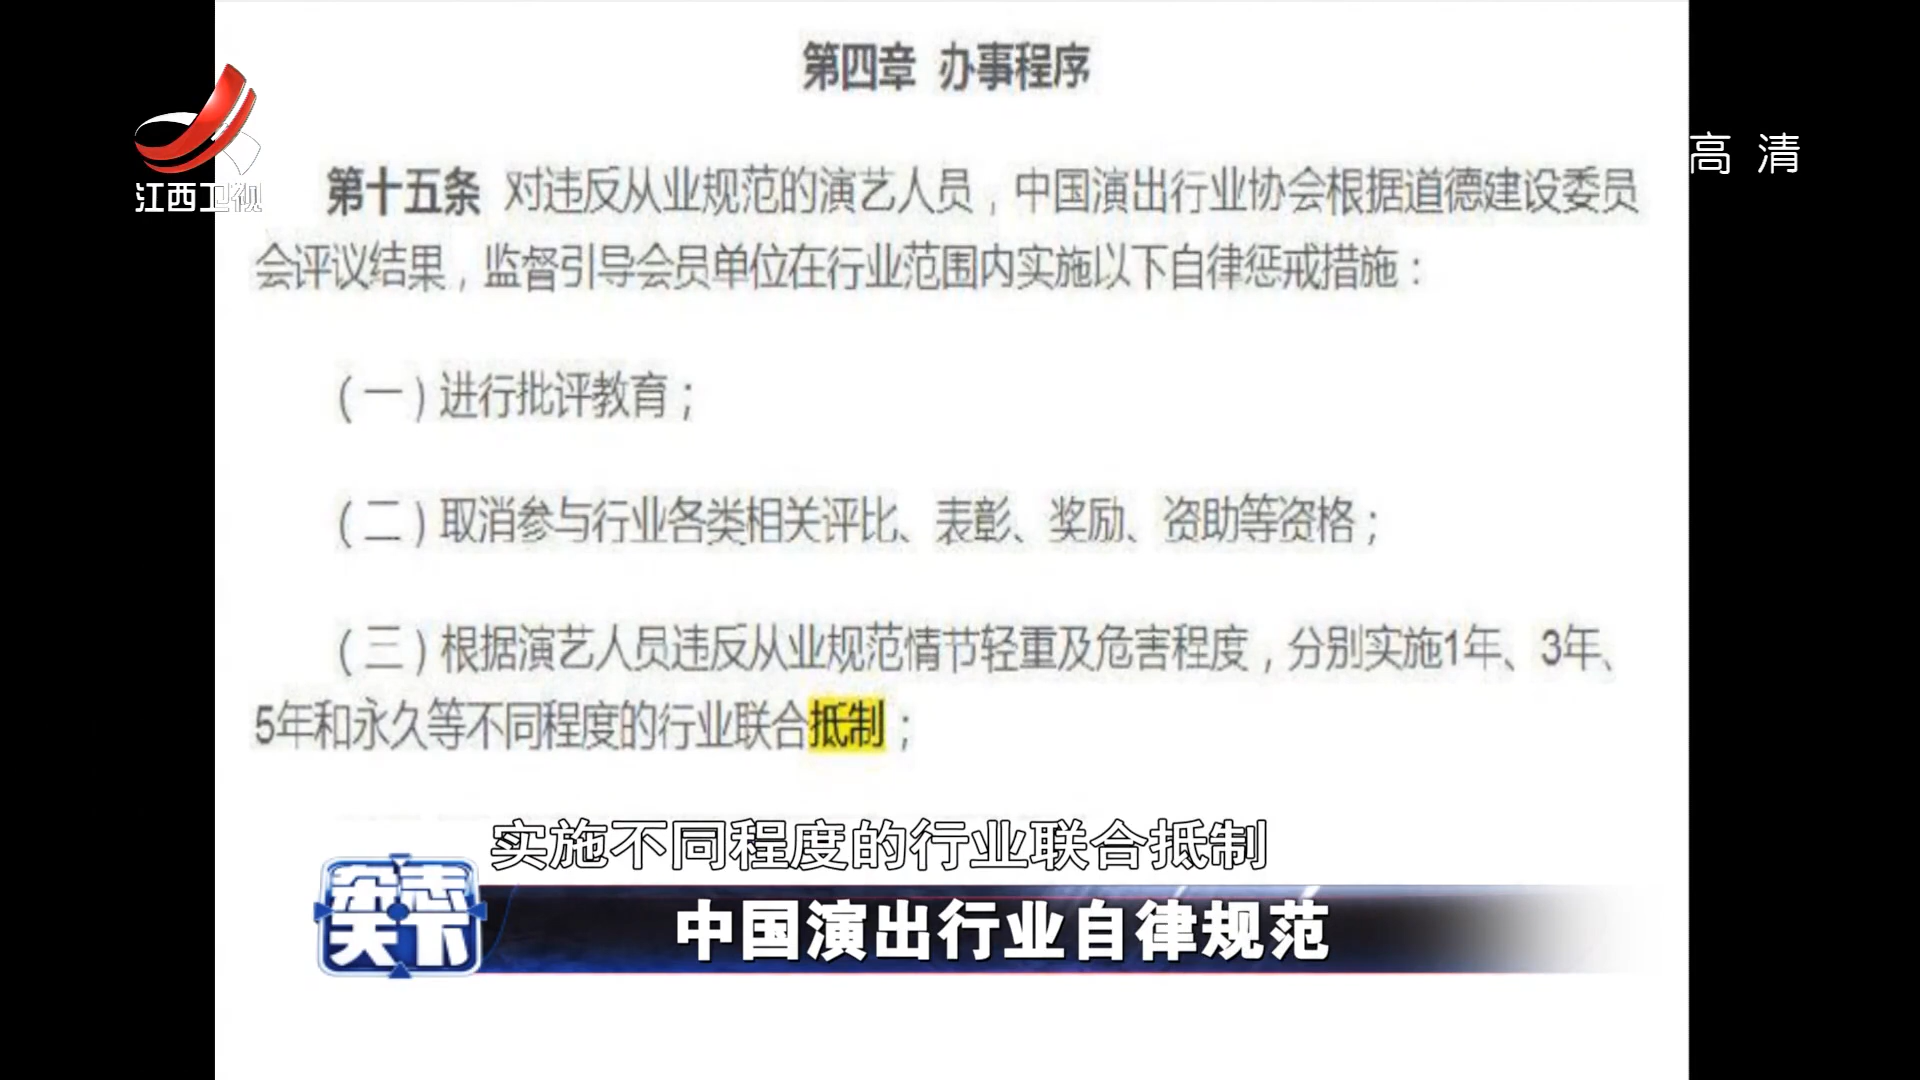 第四章 办事程序
江西卫视
高 清
第十五条 对违反从业规范的演艺人员，中国演出行业协会根据道德建设委员
会评议结果，监督引导会员单位在行业范围内实施以下自律惩戒措施：
（一）进行批评教育；
（二）取消参与行业各类相关评比、表彰、奖励、资助等资格；
（三）根据演艺人员违反从业规范情节轻重及危害程度，分别实施1年、3年、
5年和永久等不同程度的行业联合抵制；
实施不同程度的行业联合抵制
杂志
天下
中国演出行业自律规范